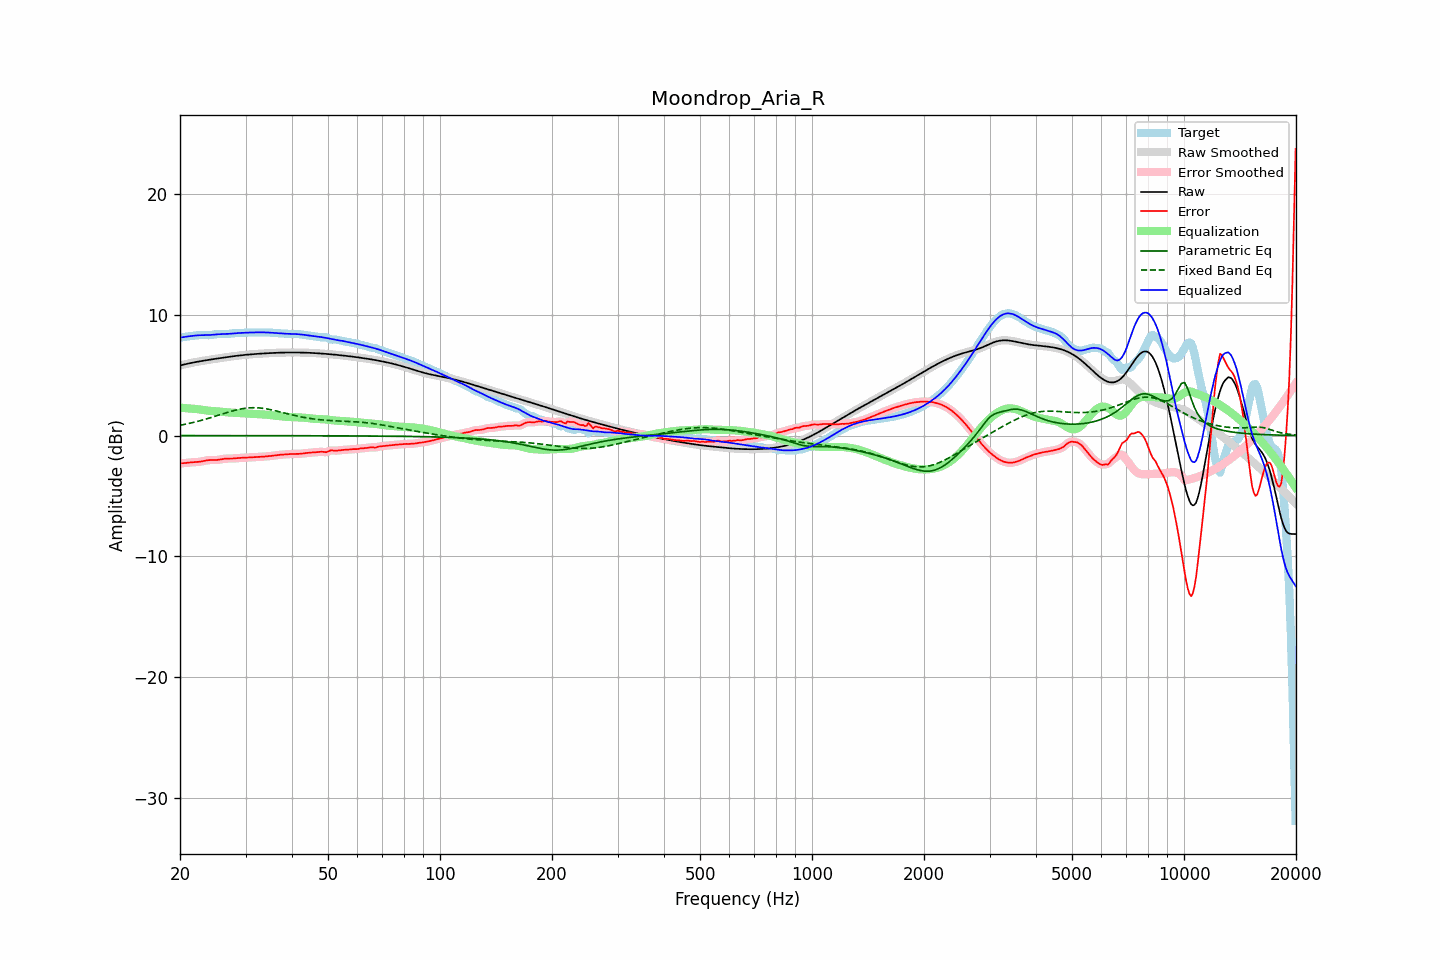 Moondrop_Aria_R
Target
Raw Smoothed
Error Smoothed
Raw
Error
Equalization
Parametric Eq
Fixed Band Eq
Equalized
20
10
0
−10
−20
−30
Amplitude (dBr)
20 50 100 200 500 1000 2000 5000 10000 20000
Frequency (Hz)